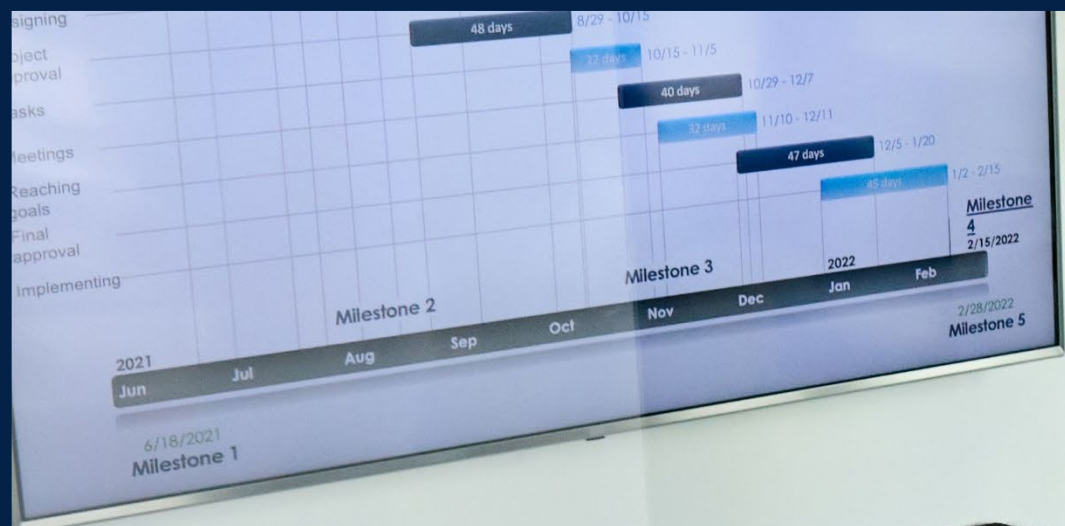 signing
48 days
8/29 - 10/15
oject
proval
22 days
10/15 - 11/5
asks
40 days
10/29 - 12/7
eetings
32 days
11/10 - 12/11
Reaching
goals
47 days
12/5 - 1/20
Final
approval
45 days
1/2 - 2/15
Implementing
Milestone
4
2/15/2022
Milestone 2
Milestone 3
2021
2022
Jun
Jul
Aug
Sep
Oct
Nov
Dec
Jan
Feb
6/18/2021
Milestone 1
2/28/2022
Milestone 5